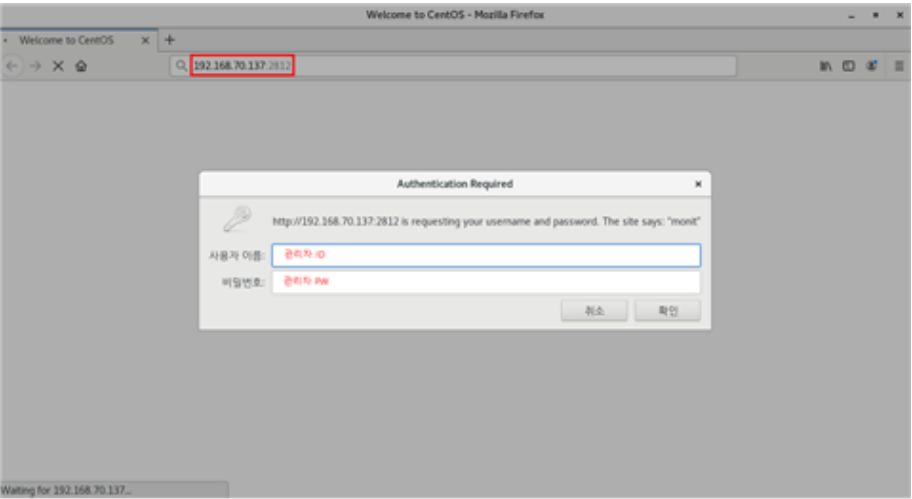 Welcome to CentOS - Mozilla Firefox
Welcome to CentOS
192.168.70.137:2812
Authentication Required
http://192.168.70.137:2812 is requesting your username and password. The site says: "monit"
사용자 이름: 관리자 ID
비밀번호: 관리자 PW
취소 확인
Waiting for 192.168.70.137...